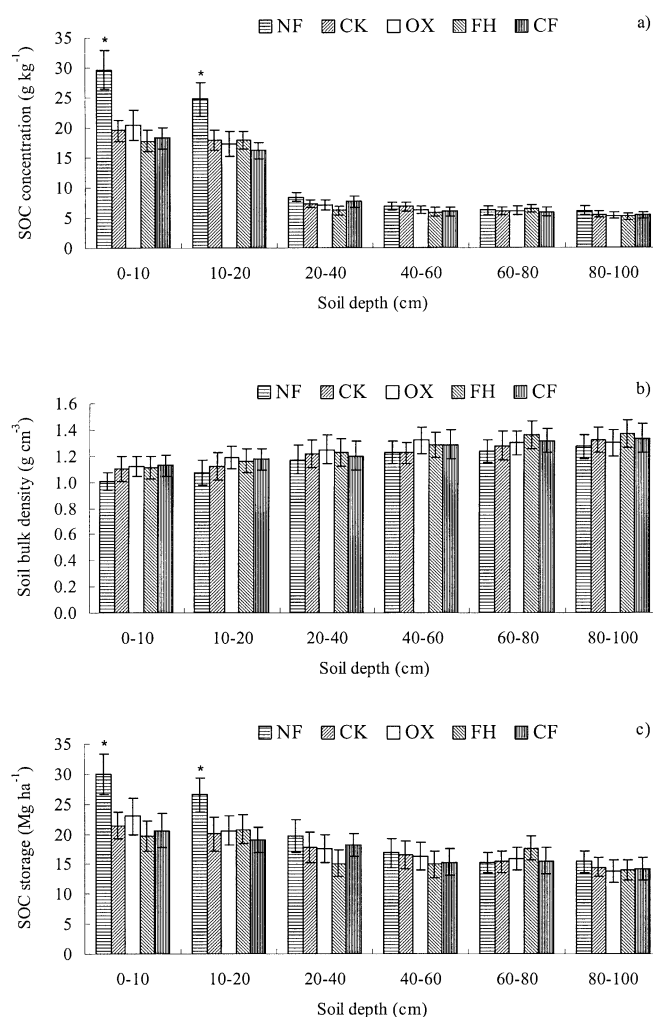 NF CK OX FH CF a)
SOC concentration (g kg⁻¹)
35
30
25
20
15
10
5
0
* *
0-10 10-20 20-40 40-60 60-80 80-100
Soil depth (cm)
NF CK OX FH CF b)
Soil bulk density (g cm⁻³)
1.6
1.4
1.2
1.0
0.8
0.6
0.4
0.2
0.0
0-10 10-20 20-40 40-60 60-80 80-100
Soil depth (cm)
NF CK OX FH CF c)
SOC storage (Mg ha⁻¹)
35
30
25
20
15
10
5
0
* *
0-10 10-20 20-40 40-60 60-80 80-100
Soil depth (cm)